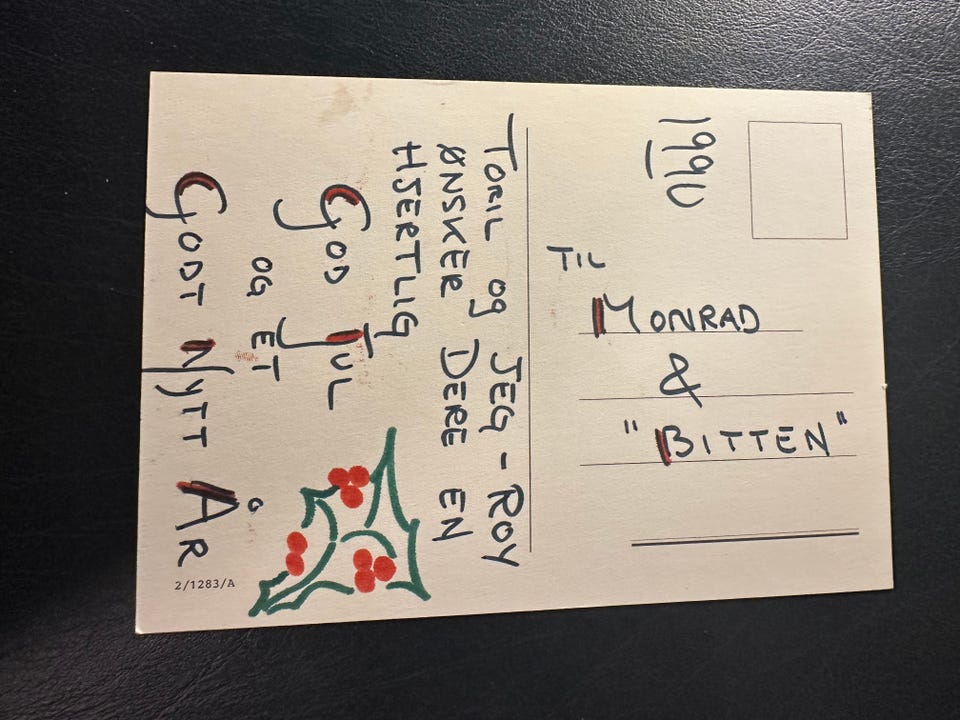 TORIL og JEG - ROY
ØNSKER DERE EN
HJERTLIG
GOD JUL
OG ET
GODT NYTT ÅR
2/1283/A
1990
TIL
MONRAD
&
"BITTEN"